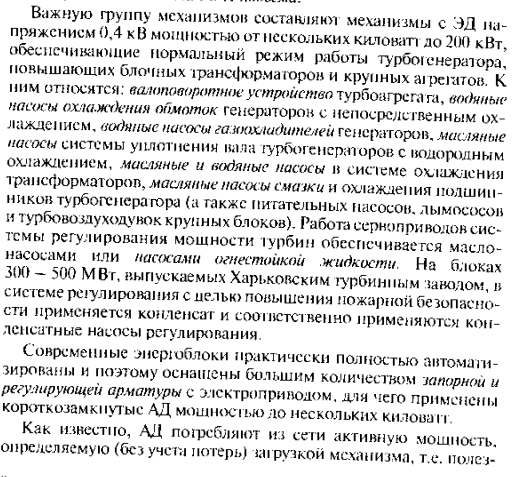 Важную группу механизмов составляют механизмы с ЭД на-
пряжением 0,4 кВ мощностью от нескольких киловатт до 200 кВт,
обеспечивающие нормальный режим работы турбогенератора,
повышающих блочных трансформаторов и крупных агрегатов. К
ним относятся: валоповоротное устройство турбоагрегата, водяные
насосы охлаждения обмоток генераторов с непосредственным ох-
лаждением, водяные насосы газоохладителей генераторов, масляные
насосы системы уплотнения вала турбогенераторов с водородным
охлаждением, масляные и водяные насосы в системе охлаждения
трансформаторов, масляные насосы смазки и охлаждения подшип-
ников турбогенератора (а также питательных насосов, дымососов
и турбовоздуходувок крупных блоков). Работа сервоприводов сис-
темы регулирования мощности турбин обеспечивается масло-
насосами или насосами огнестойкой жидкости. На блоках
300 – 500 МВт, выпускаемых Харьковским турбинным заводом, в
системе регулирования с целью повышения пожарной безопасно-
сти применяется конденсат и соответственно применяются кон-
денсатные насосы регулирования.
Современные энергоблоки практически полностью автомати-
зированы и поэтому оснащены большим количеством запорной и
регулирующей арматуры с электроприводом, для чего применены
короткозамкнутые АД мощностью до нескольких киловатт.
Как известно, АД потребляют из сети активную мощность,
определяемую (без учета потерь) загрузкой механизма, т.е. полез-